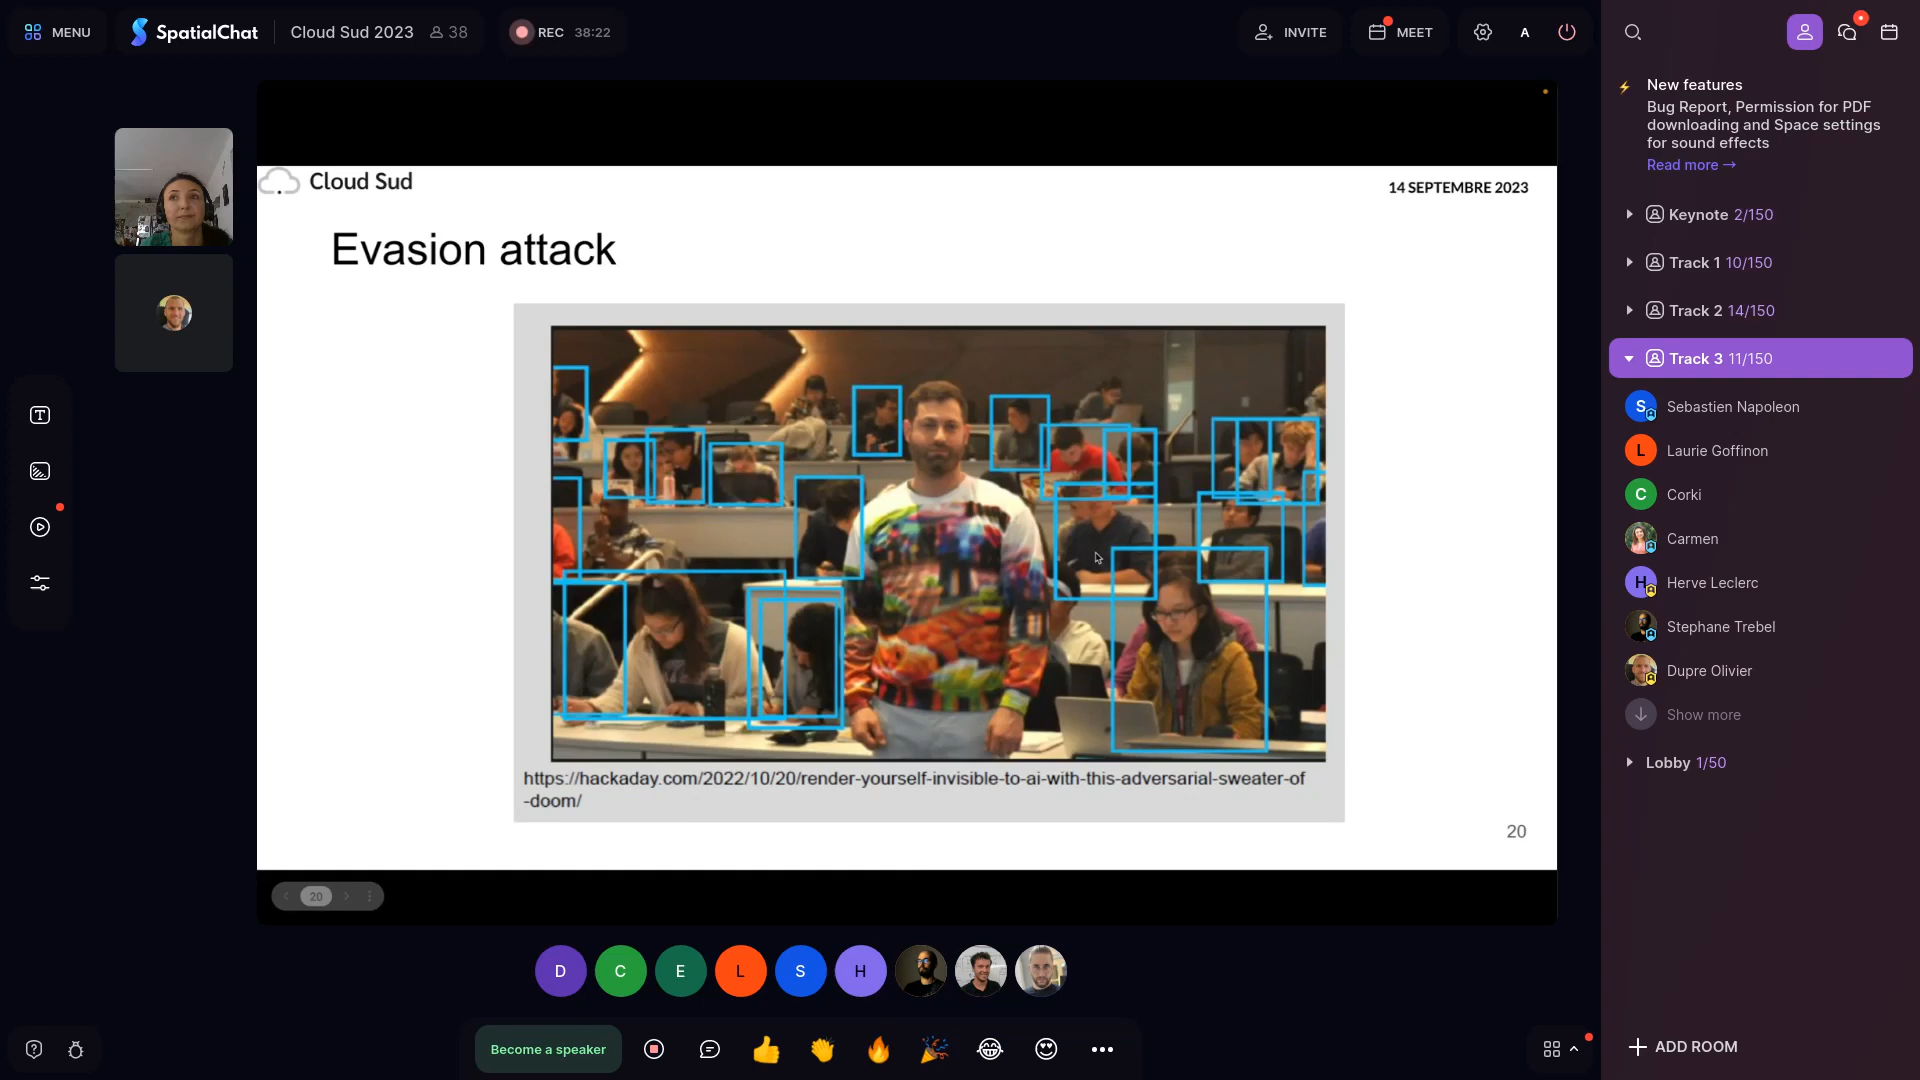 MENU
SpatialChat
Cloud Sud 2023
38
REC 38:22
INVITE
MEET
A
New features
Bug Report, Permission for PDF
downloading and Space settings
for sound effects
Read more →
Cloud Sud
14 SEPTEMBRE 2023
Evasion attack
https://hackaday.com/2022/10/20/render-yourself-invisible-to-ai-with-this-adversarial-sweater-of
-doom/
20
20
Keynote 2/150
Track 1 10/150
Track 2 14/150
Track 3 11/150
S Sebastien Napoleon
L Laurie Goffinon
C Corki
Carmen
H Herve Leclerc
Stephane Trebel
Dupre Olivier
Show more
Lobby 1/50
D C E L S H
Become a speaker
ADD ROOM